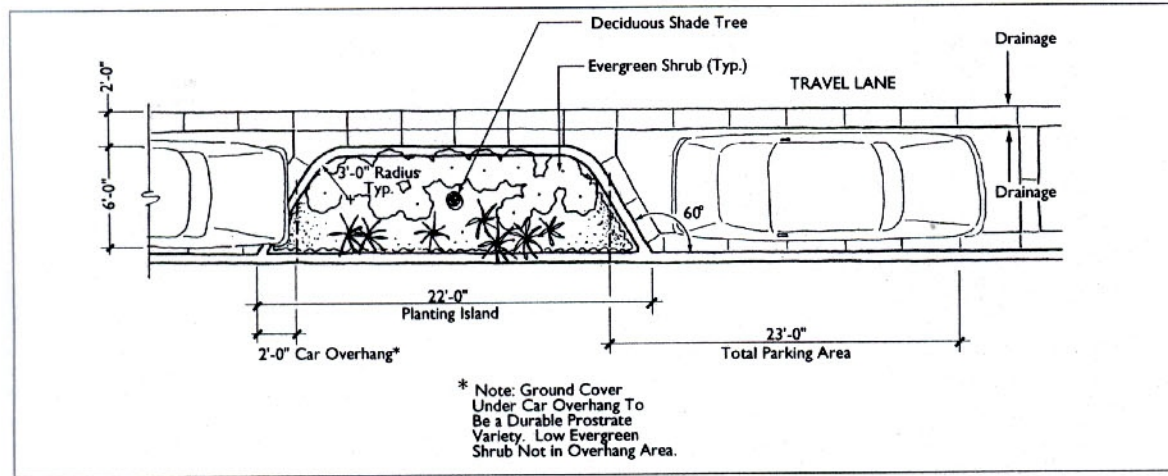 Deciduous Shade Tree
Evergreen Shrub (Typ.)
Drainage
TRAVEL LANE
2'-0"
6'-0"
3'-0" Radius
Typ.
60°
Drainage
22'-0"
Planting Island
2'-0" Car Overhang*
23'-0"
Total Parking Area
* Note: Ground Cover
Under Car Overhang To
Be a Durable Prostrate
Variety. Low Evergreen
Shrub Not in Overhang Area.